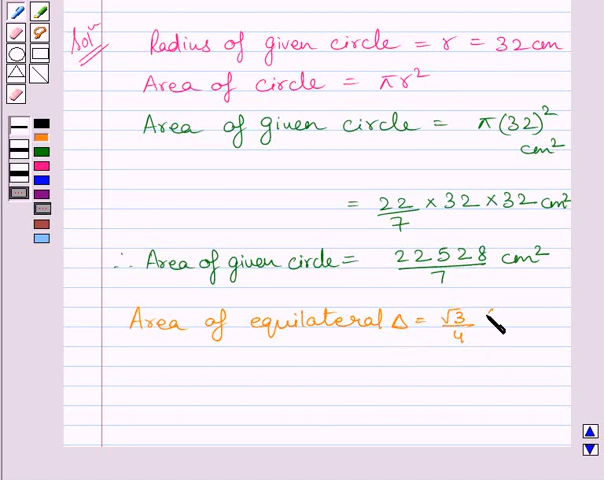 Solⁿ Radius of given circle = r = 32 cm
Area of circle = πr²
Area of given circle = π(32)²
cm²
= 22/7 × 32 × 32 cm²
∴ Area of given circle = 22528/7 cm²
Area of equilateral Δ = √3/4